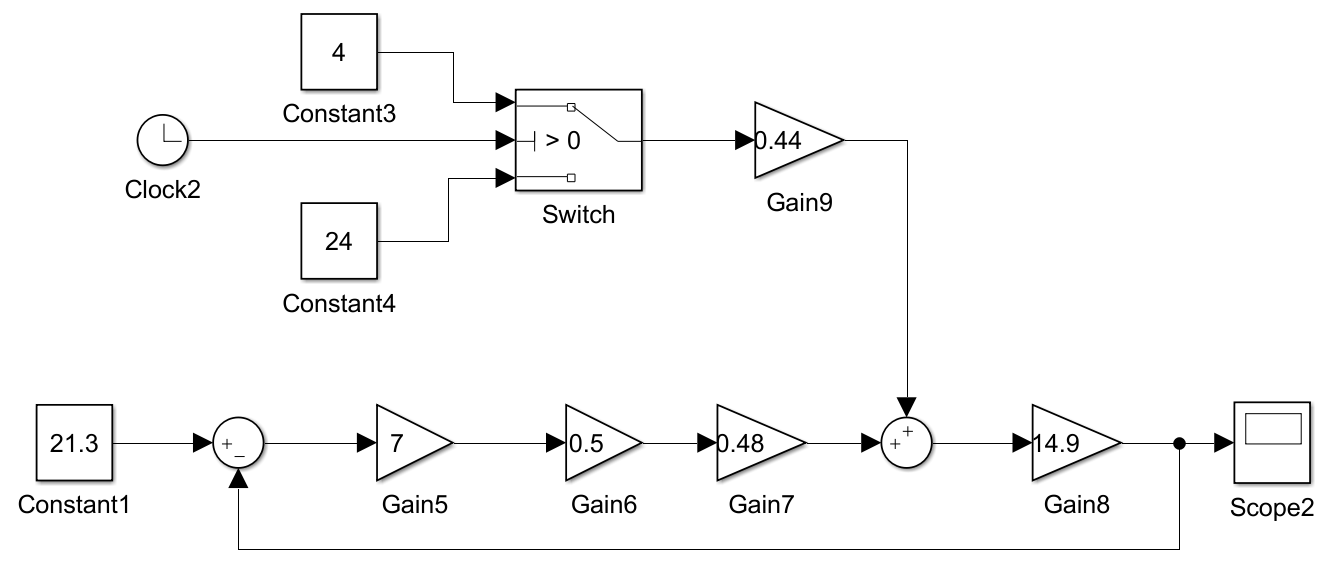 4
Constant3
> 0
0.44
Clock2
Gain9
Switch
24
Constant4
21.3
+
_
7
0.5
0.48
+
+
14.9
Constant1
Gain5
Gain6
Gain7
Gain8
Scope2